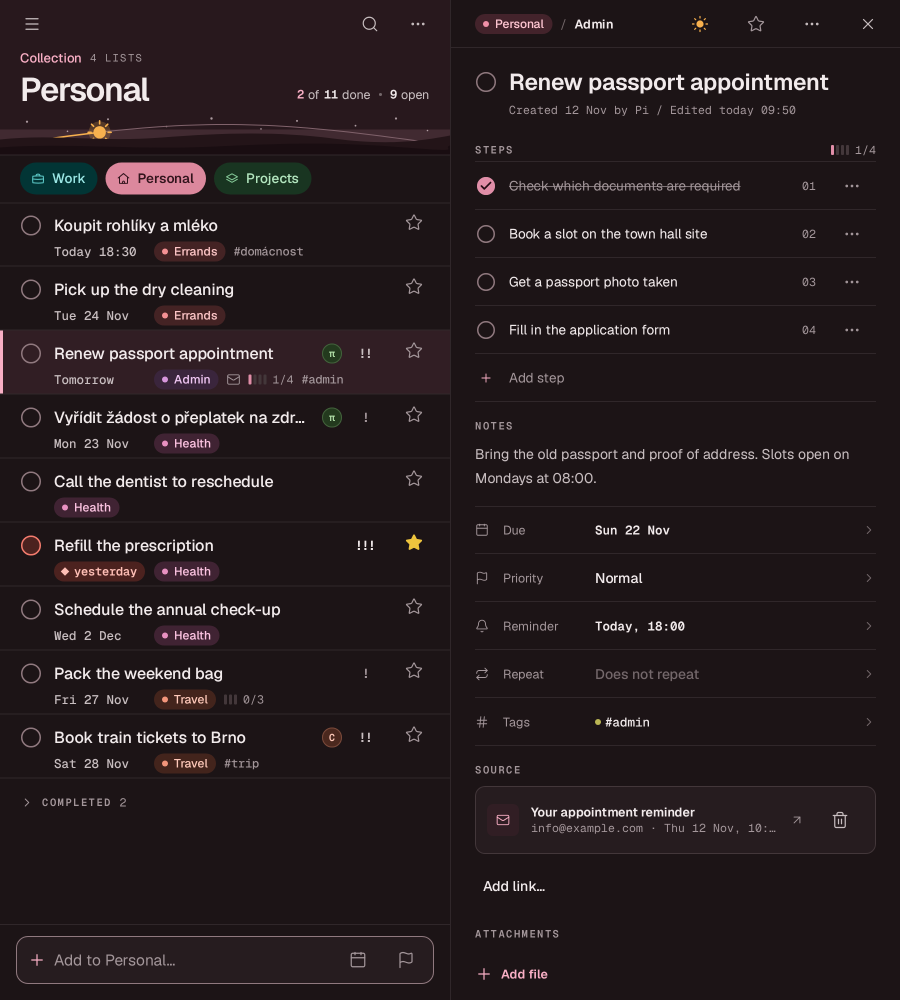 Collection 4 LISTS
Personal
2 of 11 done • 9 open
Work
Personal
Projects
Koupit rohlíky a mléko
Today 18:30 Errands #domácnost
Pick up the dry cleaning
Tue 24 Nov Errands
Renew passport appointment π !!
Tomorrow Admin 1/4 #admin
Vyřídit žádost o přeplatek na zdr… π !
Mon 23 Nov Health
Call the dentist to reschedule
Health
Refill the prescription !!!
yesterday Health
Schedule the annual check-up
Wed 2 Dec Health
Pack the weekend bag !
Fri 27 Nov Travel 0/3
Book train tickets to Brno C !!
Sat 28 Nov Travel #trip
COMPLETED 2
Add to Personal…
Personal / Admin
Renew passport appointment
Created 12 Nov by Pi / Edited today 09:50
STEPS 1/4
Check which documents are required 01
Book a slot on the town hall site 02
Get a passport photo taken 03
Fill in the application form 04
Add step
NOTES
Bring the old passport and proof of address. Slots open on
Mondays at 08:00.
Due Sun 22 Nov
Priority Normal
Reminder Today, 18:00
Repeat Does not repeat
Tags #admin
SOURCE
Your appointment reminder
info@example.com · Thu 12 Nov, 10:…
Add link…
ATTACHMENTS
Add file